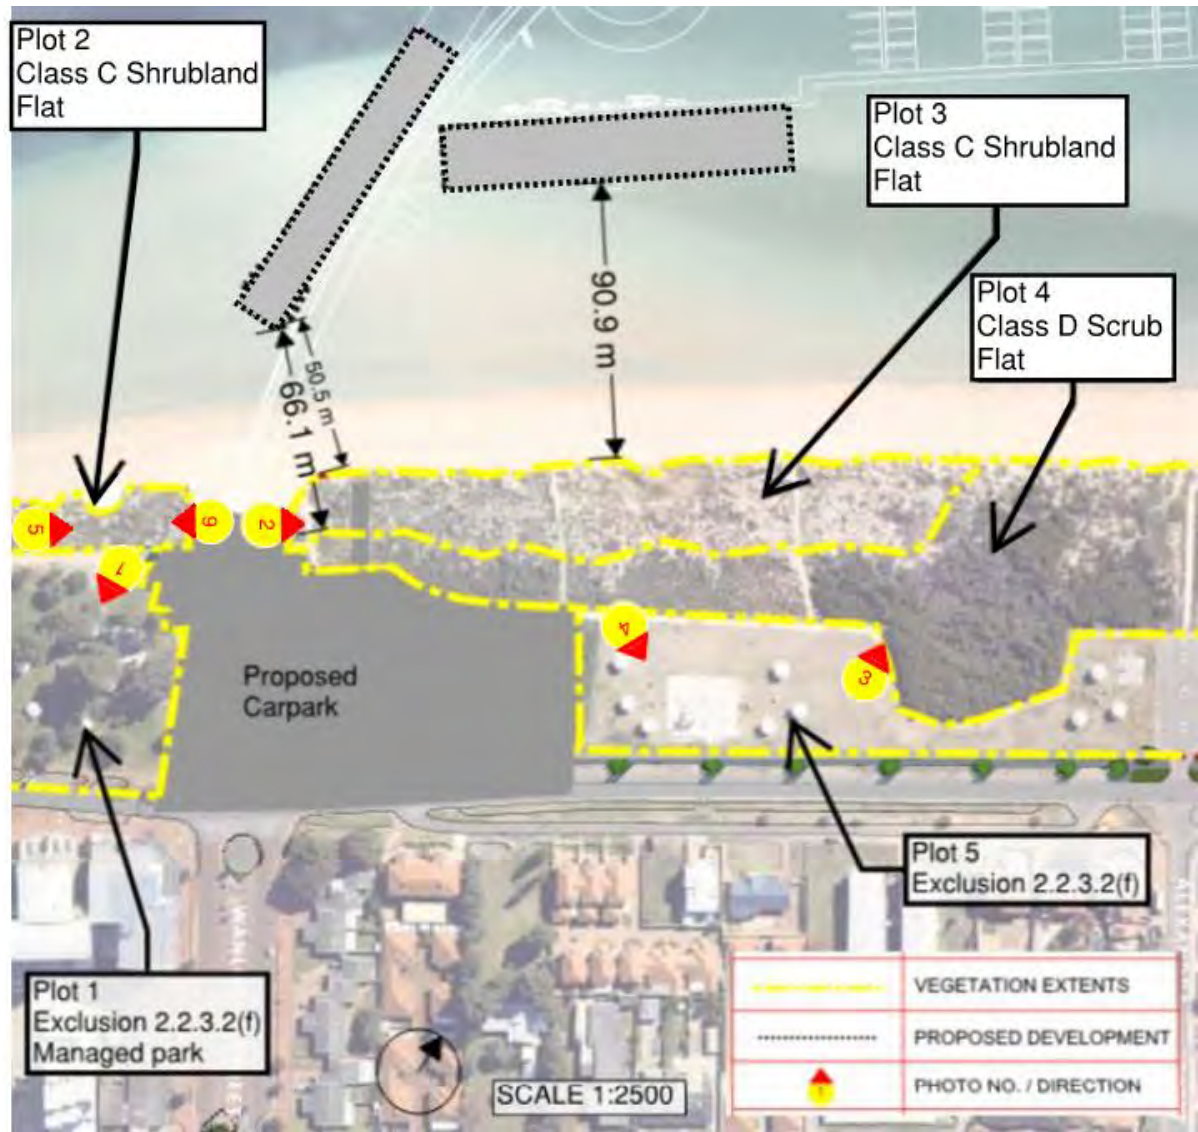 Plot 2
Class C Shrubland
Flat
Plot 3
Class C Shrubland
Flat
Plot 4
Class D Scrub
Flat
90.9 m
50.5 m
66.1 m
5
6
2
1
4
3
Proposed
Carpark
Plot 5
Exclusion 2.2.3.2(f)
Plot 1
Exclusion 2.2.3.2(f)
Managed park
SCALE 1:2500
VEGETATION EXTENTS
PROPOSED DEVELOPMENT
1
PHOTO NO. / DIRECTION